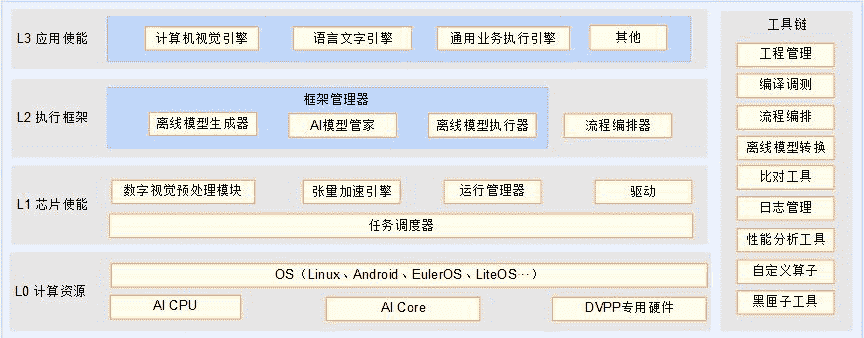 L3 应用使能
计算机视觉引擎
语言文字引擎
通用业务执行引擎
其他
L2 执行框架
框架管理器
离线模型生成器
AI模型管家
离线模型执行器
流程编排器
L1 芯片使能
数字视觉预处理模块
张量加速引擎
运行管理器
驱动
任务调度器
L0 计算资源
OS（Linux、Android、EulerOS、LiteOS…）
AI CPU
AI Core
DVPP专用硬件
工具链
工程管理
编译调测
流程编排
离线模型转换
比对工具
日志管理
性能分析工具
自定义算子
黑匣子工具